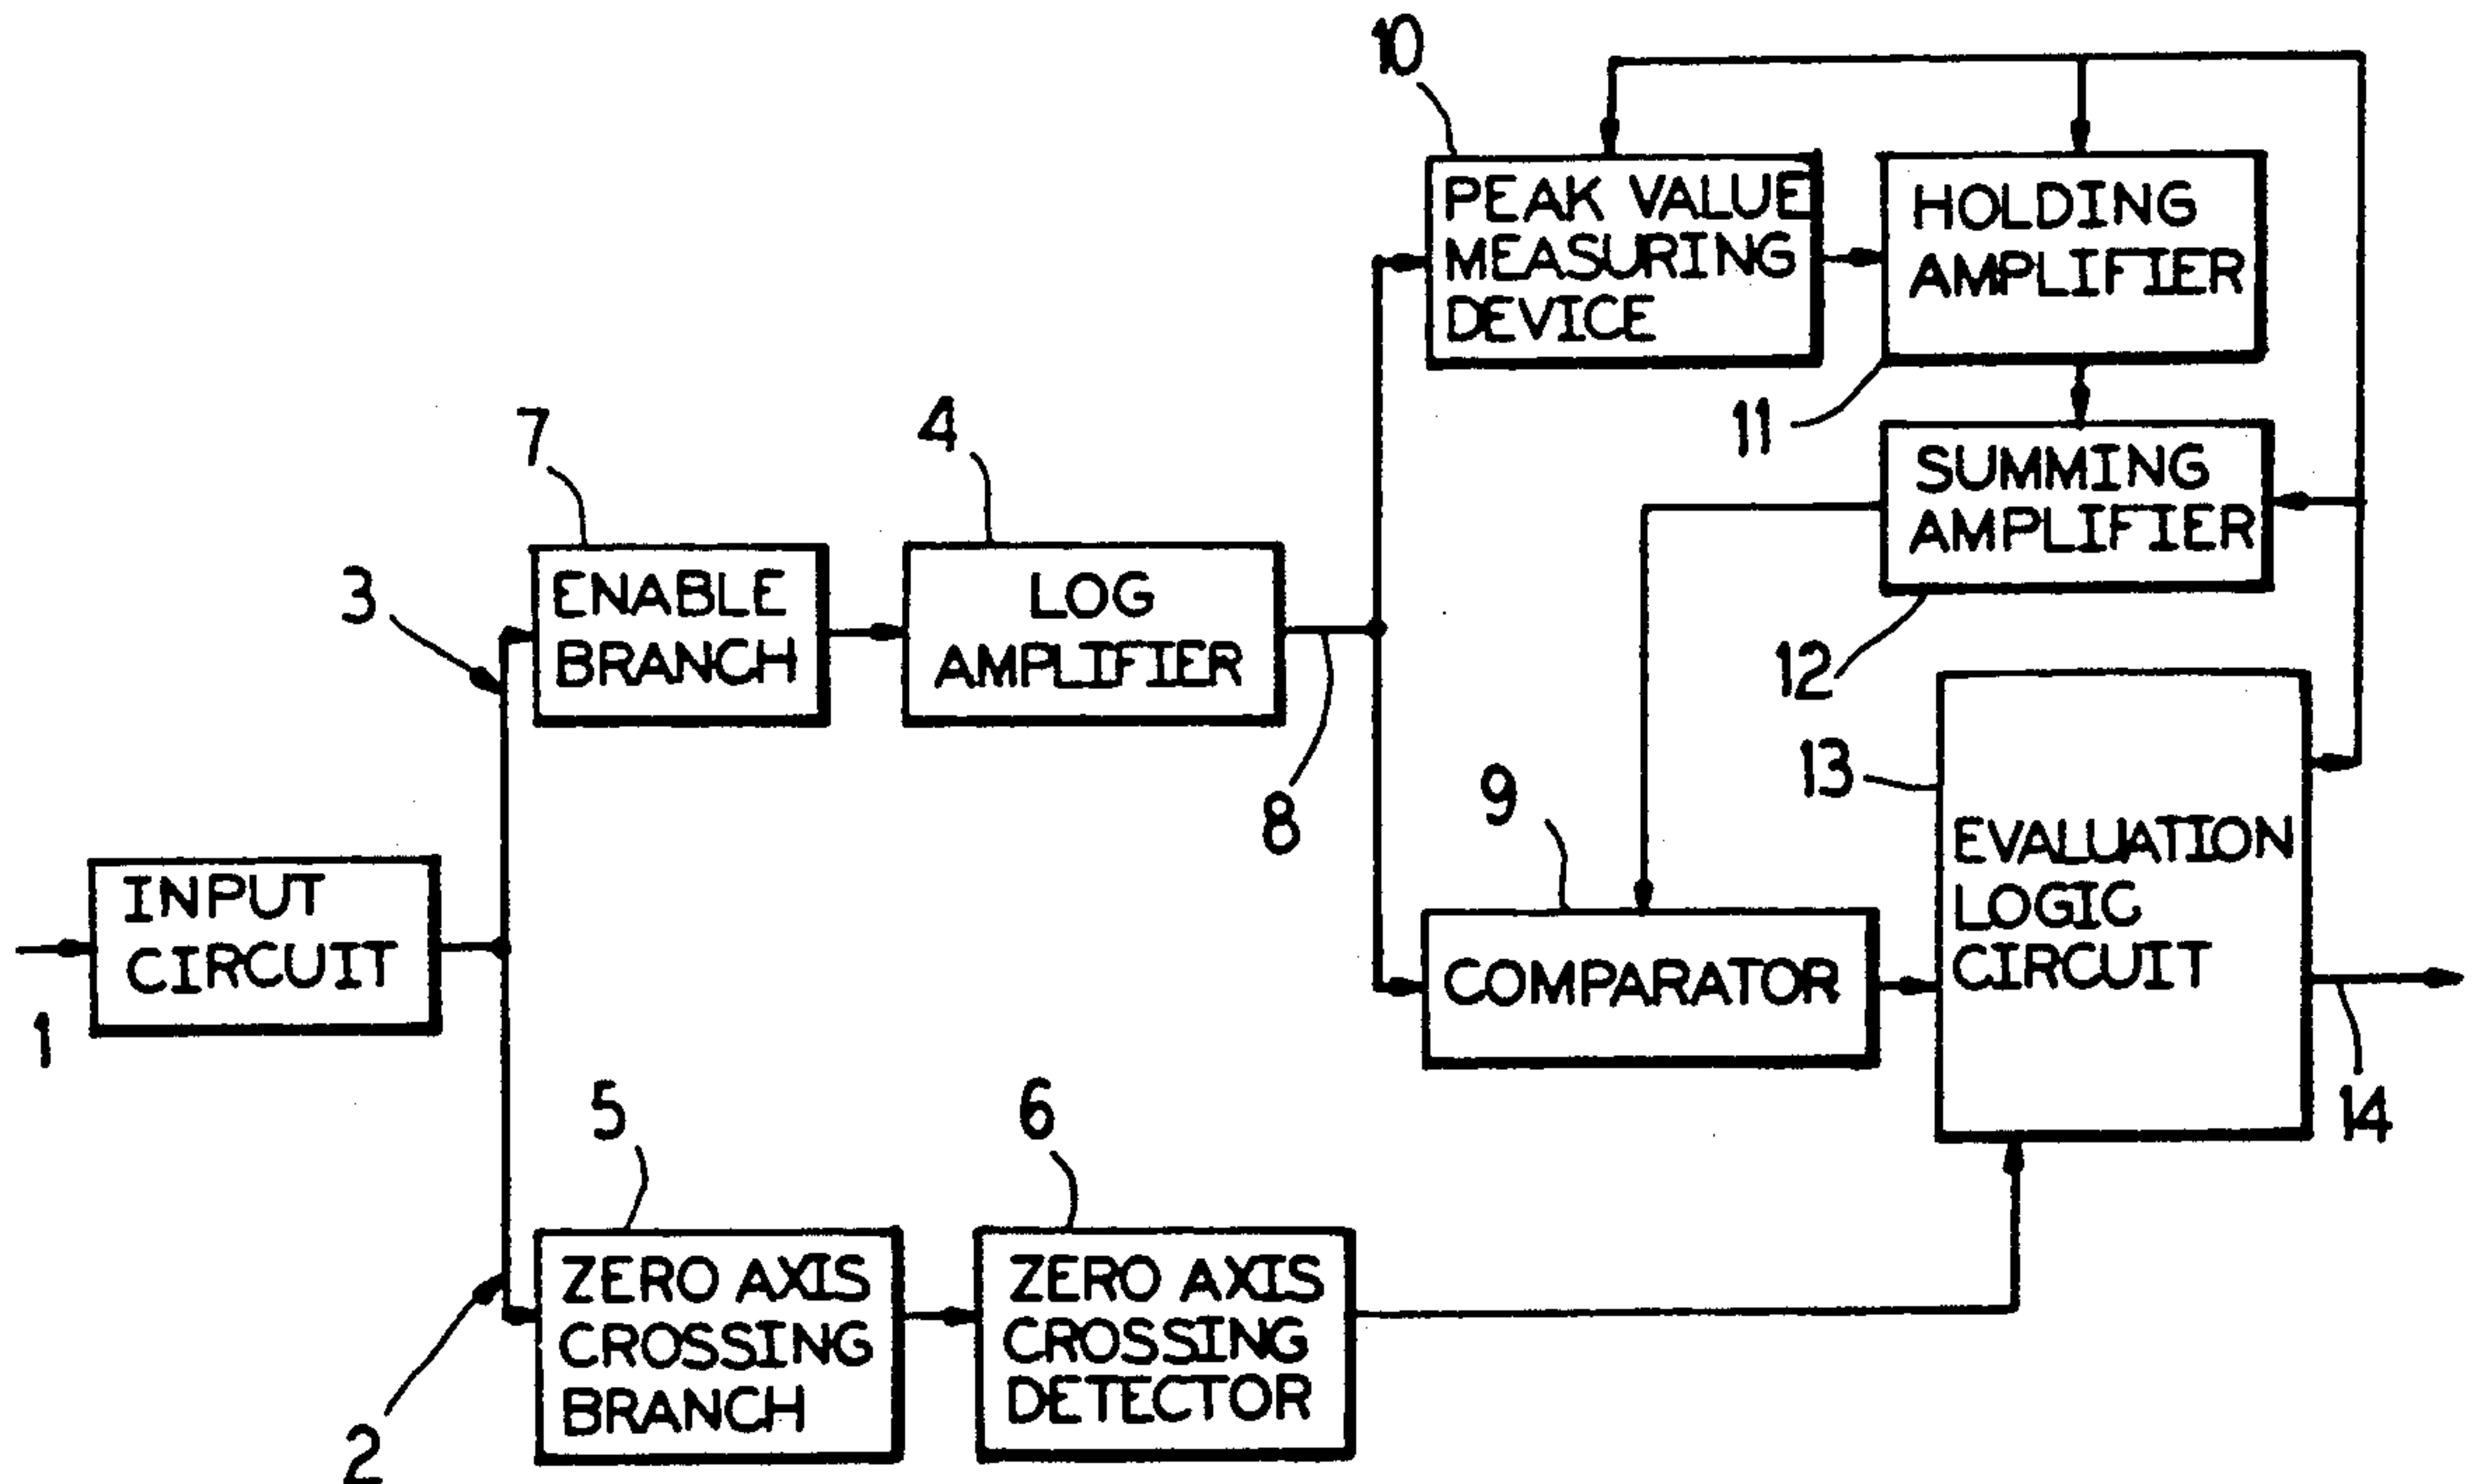 10
PEAK VALUE
MEASURING
DEVICE
HOLDING
AMPLIFIER
11
SUMMING
AMPLIFIER
12
7
ENABLE
BRANCH
4
LOG
AMPLIFIER
3
8
13
EVALUATION
LOGIC
CIRCUIT
14
9
COMPARATOR
INPUT
CIRCUIT
1
5
ZERO AXIS
CROSSING
BRANCH
6
ZERO AXIS
CROSSING
DETECTOR
2